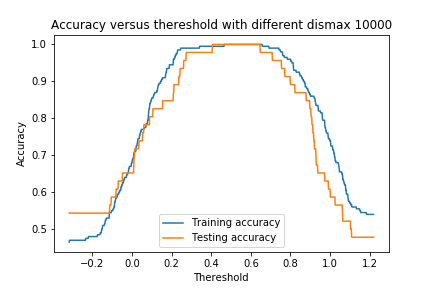 Accuracy versus thereshold with different dismax 10000
Accuracy
1.0
0.9
0.8
0.7
0.6
0.5
Training accuracy
Testing accuracy
−0.2 0.0 0.2 0.4 0.6 0.8 1.0 1.2
Thereshold